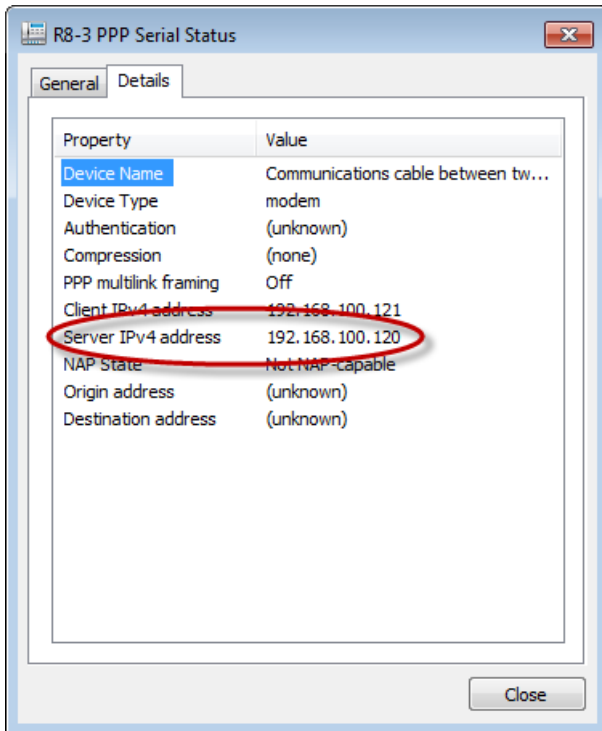 R8-3 PPP Serial Status
General Details
Property Value
Device Name Communications cable between tw...
Device Type modem
Authentication (unknown)
Compression (none)
PPP multilink framing Off
Client IPv4 address 192.168.100.121
Server IPv4 address 192.168.100.120
NAP State Not NAP-capable
Origin address (unknown)
Destination address (unknown)
Close